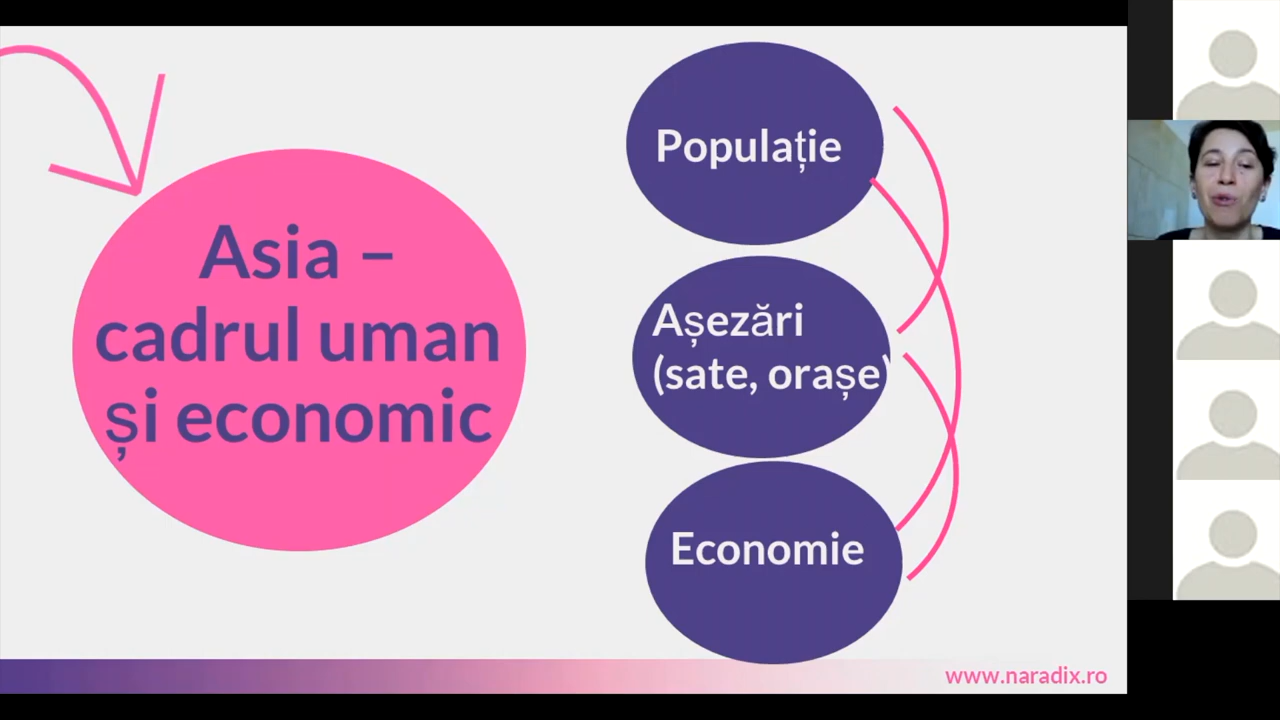 Asia –
cadrul uman
și economic
Populație
Așezări
(sate, orașe)
Economie
www.naradix.ro